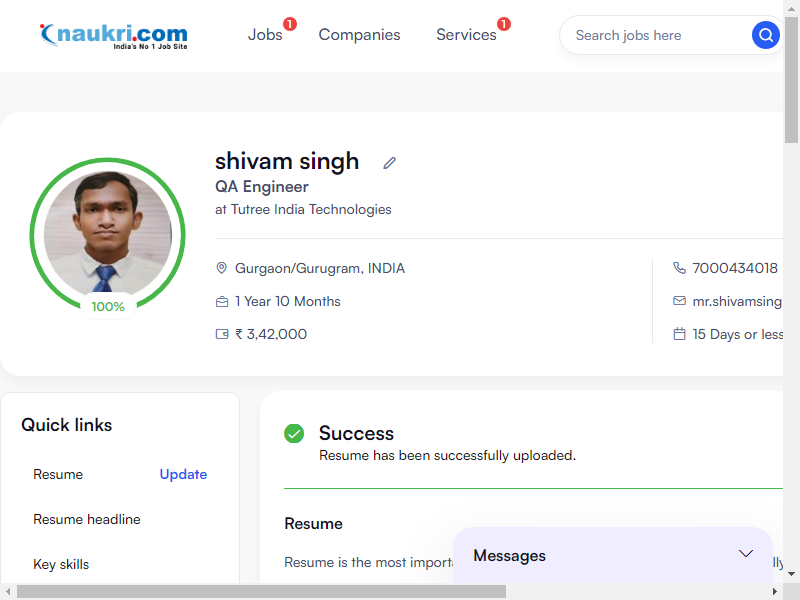 naukri.com
India's No 1 Job Site
Jobs 1
Companies
Services 1
Search jobs here
shivam singh
QA Engineer
at Tutree India Technologies
100%
Gurgaon/Gurugram, INDIA
1 Year 10 Months
₹ 3,42,000
7000434018
mr.shivamsing
15 Days or less
Quick links
Resume Update
Resume headline
Key skills
Success
Resume has been successfully uploaded.
Resume
Resume is the most import
Messages